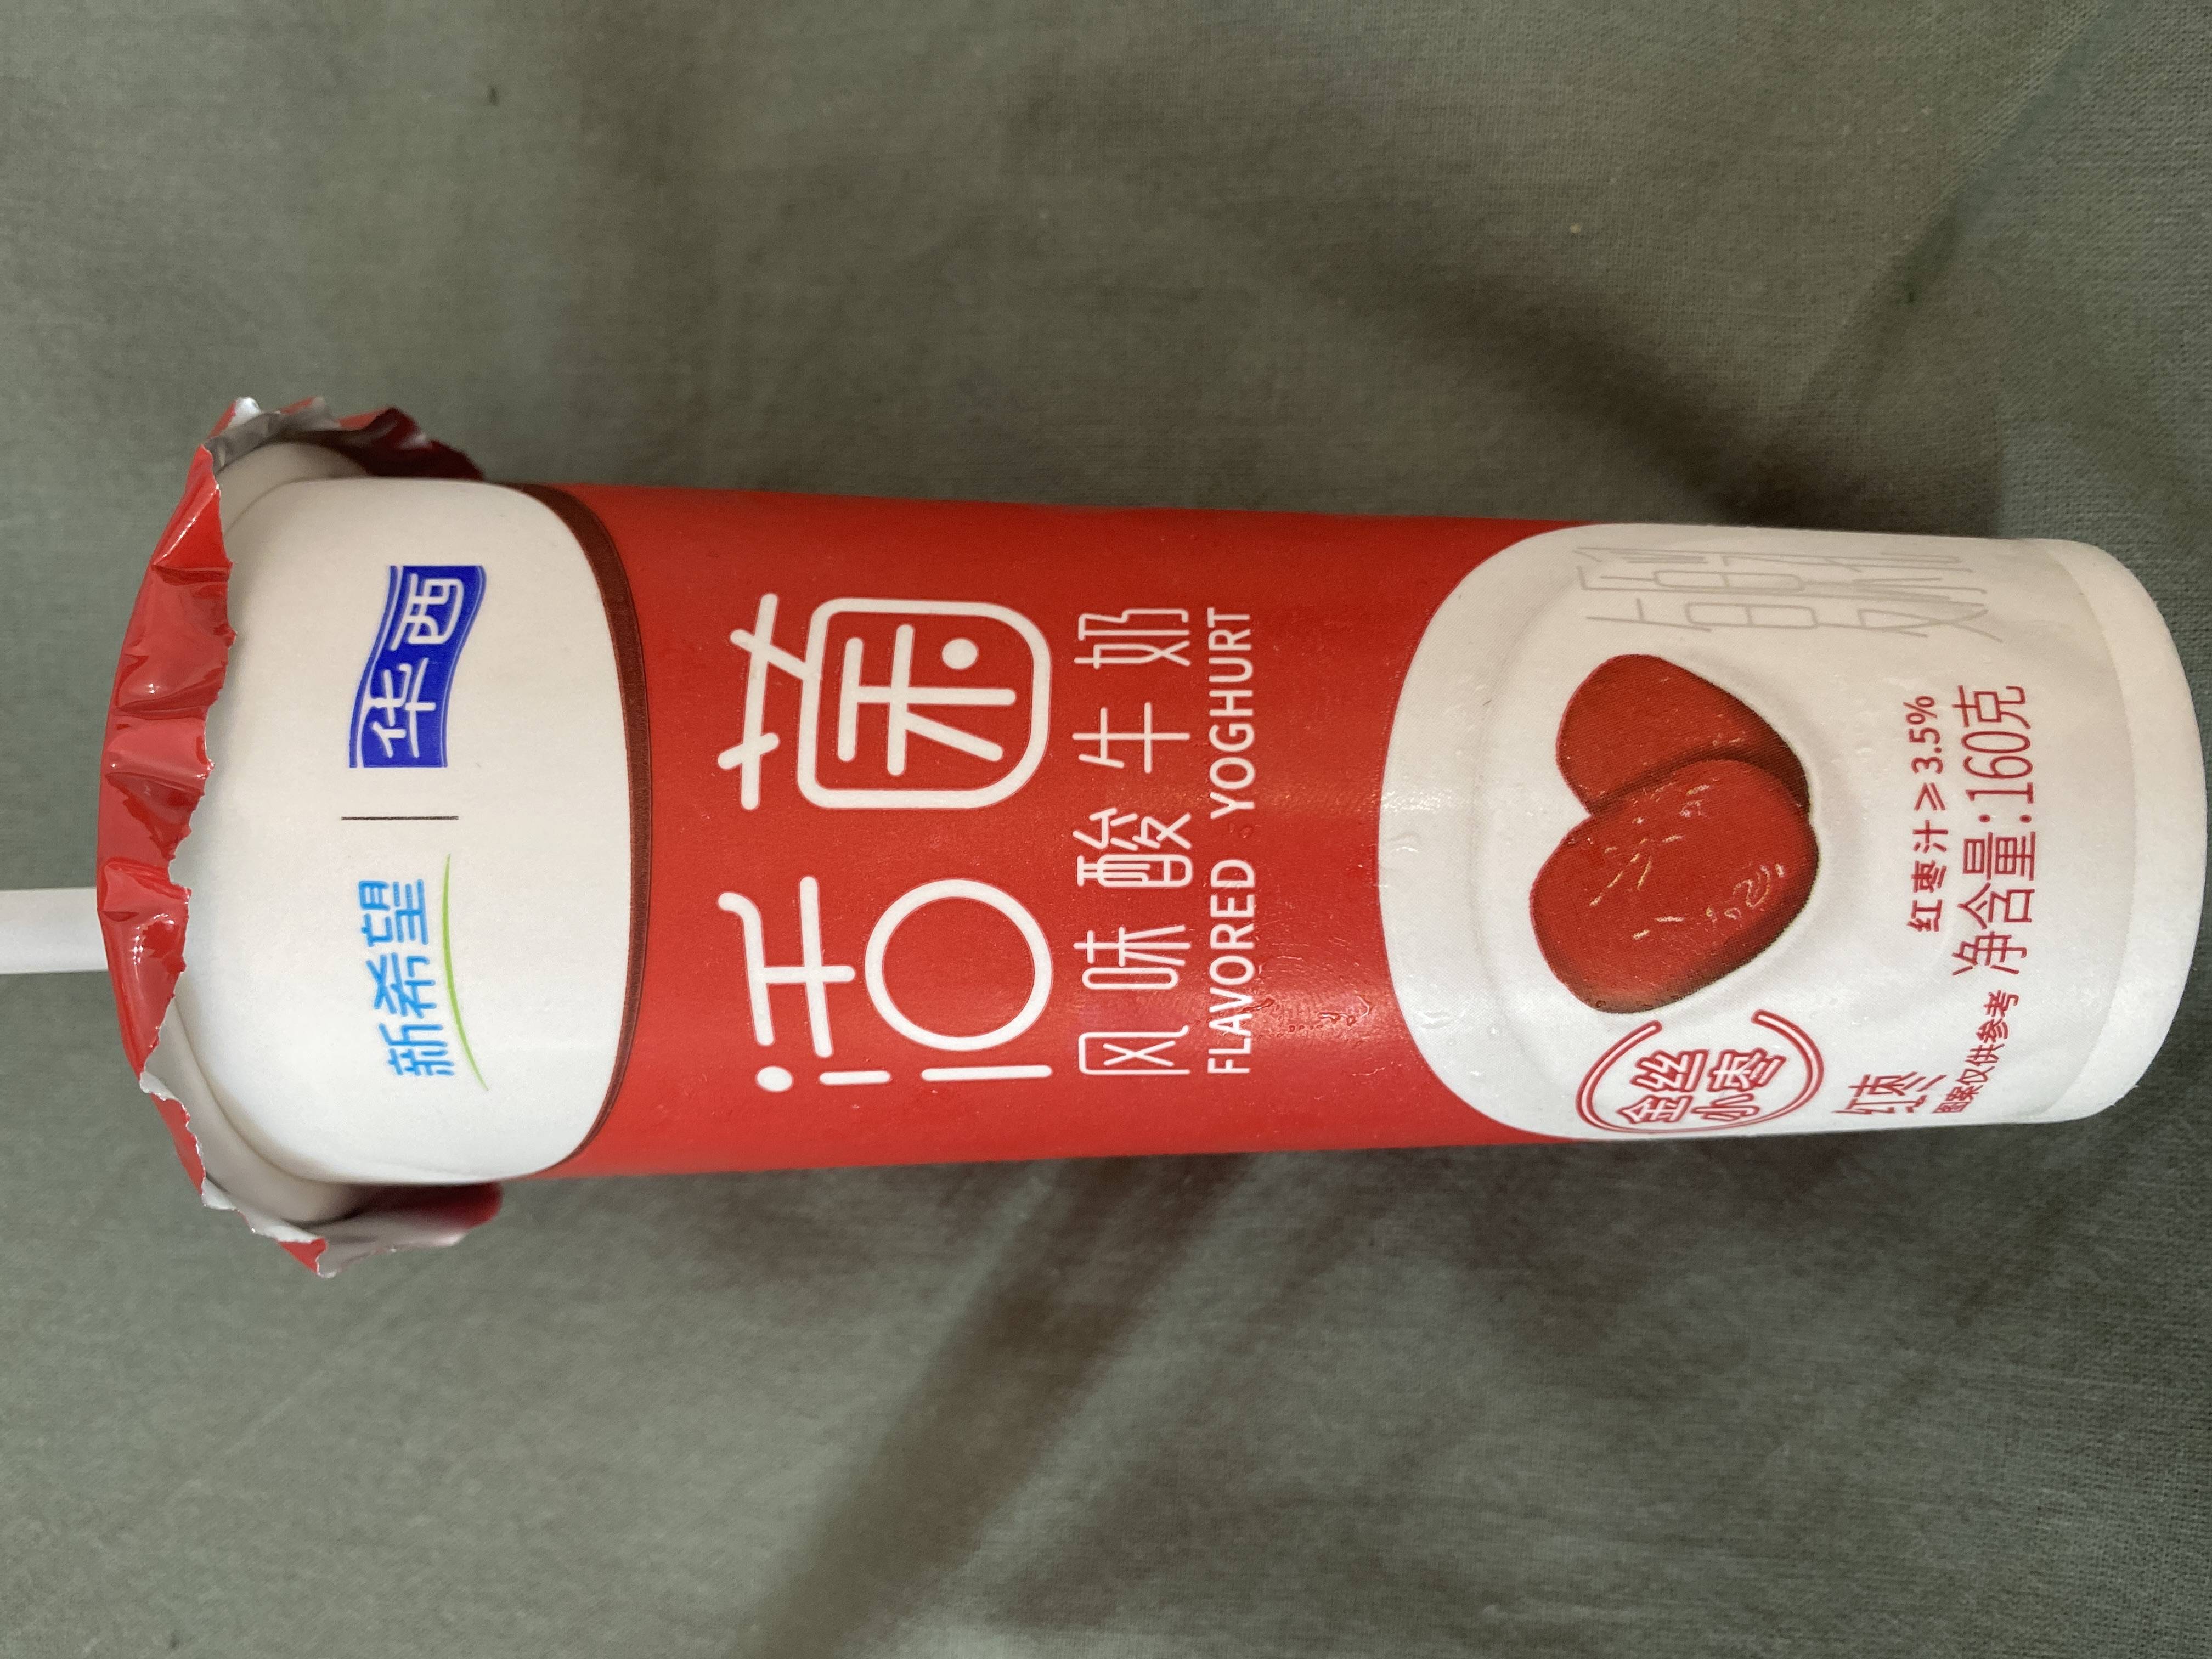 新希望 | 华西
活菌
风味酸牛奶
FLAVORED YOGHURT
金丝
小枣
红枣
图案仅供参考
红枣汁≥3.5%
净含量:160克